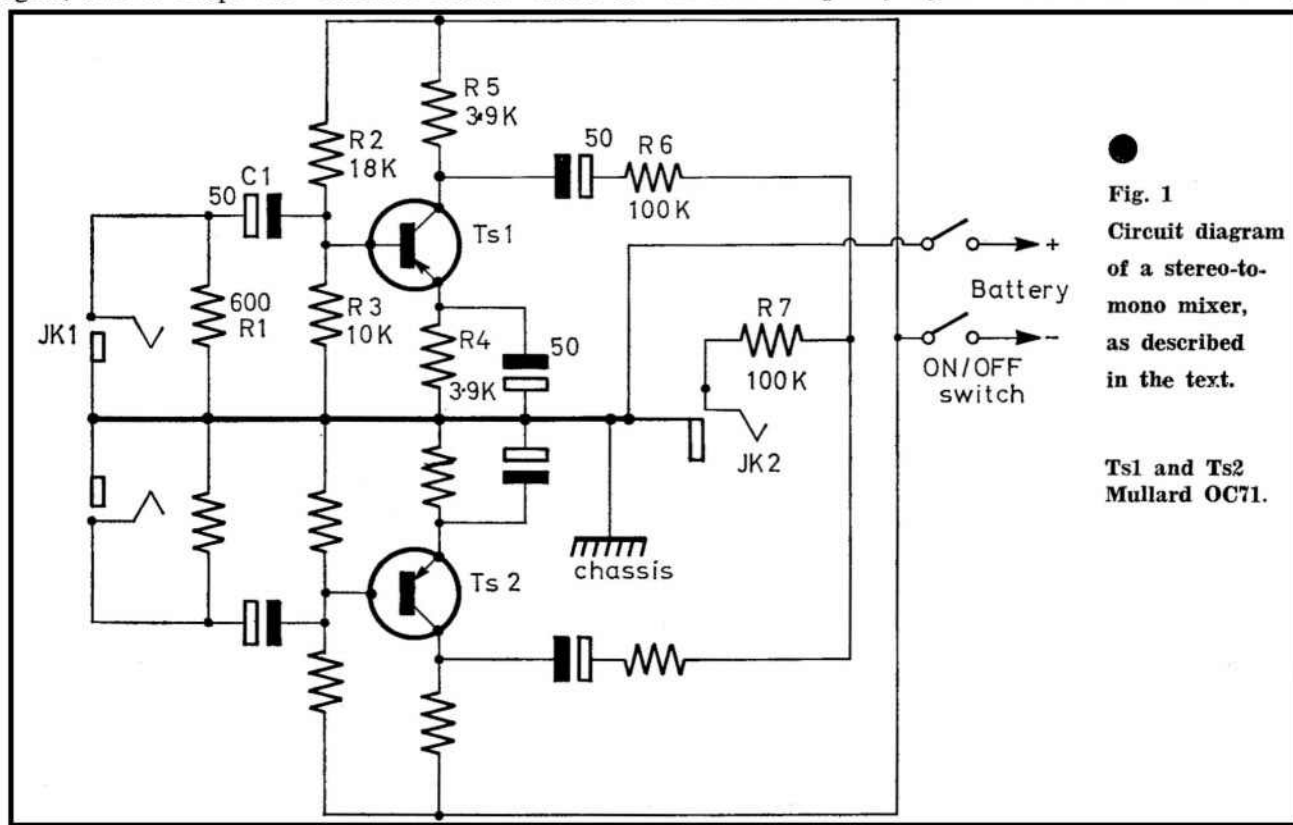 R5
3·9K
R2
18K
C1
50
50
R6
100K
Ts1
600
R1
R3
10K
R4
3·9K
50
JK1
R7
100K
JK2
+
Battery
-
ON/OFF
switch
chassis
Ts2
Fig. 1
Circuit diagram
of a stereo-to-
mono mixer,
as described
in the text.
Ts1 and Ts2
Mullard OC71.